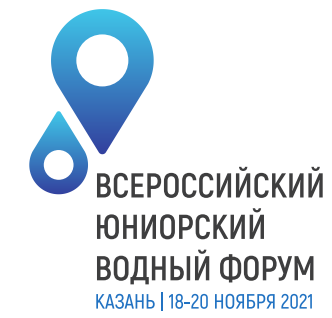 ВСЕРОССИЙСКИЙ
ЮНИОРСКИЙ
ВОДНЫЙ ФОРУМ
КАЗАНЬ | 18-20 НОЯБРЯ 2021